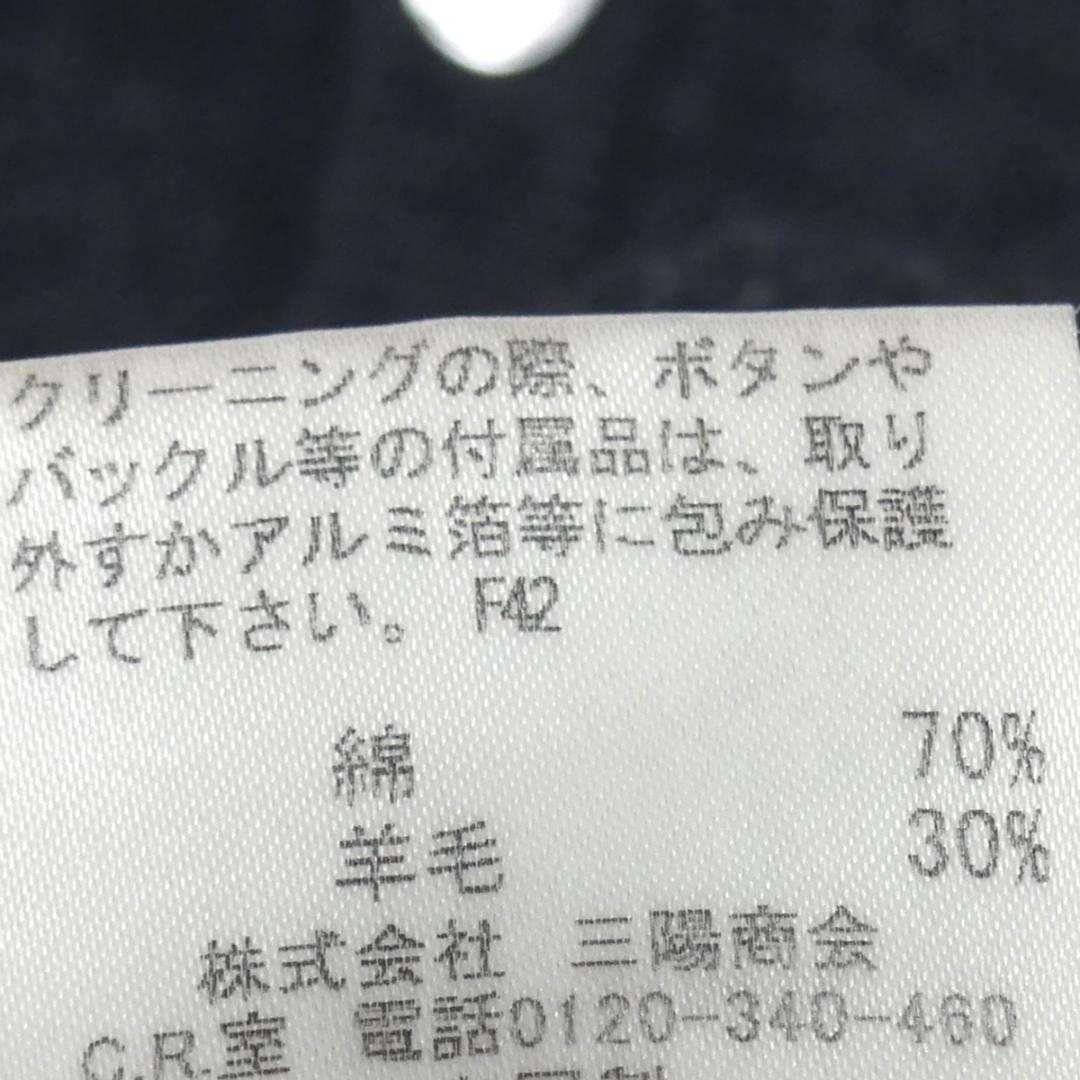 クリーニングの際、ボタンや
バックル等の付属品は、取り
外すかアルミ箔等に包み保護
して下さい。 F42
綿 70%
羊毛 30%
株式会社 三陽商会
C.R.室 電話0120-340-460